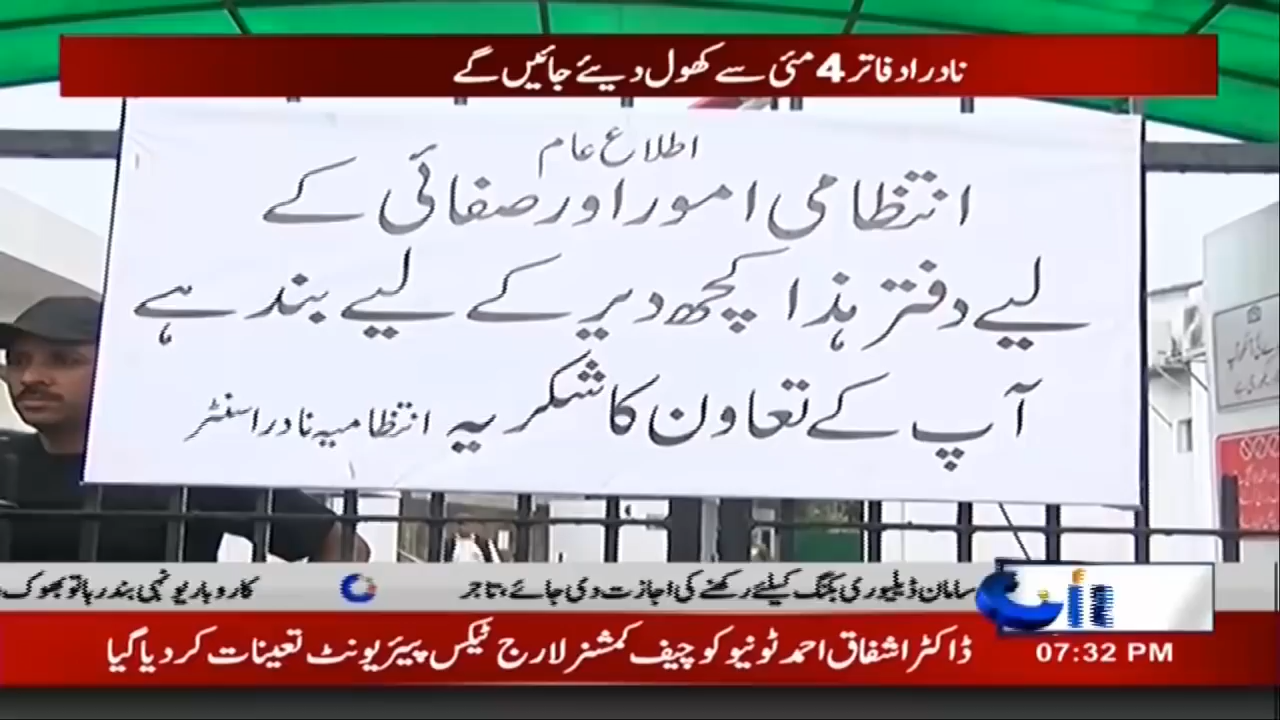 نادرا دفاتر 4 مئی سے کھول دیئے جائیں گے
اطلاع عام
انتظامی امور اور صفائی کے
لیے دفتر ہذا کچھ دیر کے لیے بند ہے
آپ کے تعاون کا شکریہ انتظامیہ نادرا سنٹر
سامان ڈیلیوری بکنگ کیلئے رکھنے کی اجازت دی جائے، تاجر
کاروبار یونہی بند رہا تو بھوک
ڈاکٹر اشفاق احمد ٹونیو کو چیف کمشنر لارج ٹیکس پیئر یونٹ تعینات کر دیا گیا
07:32 PM